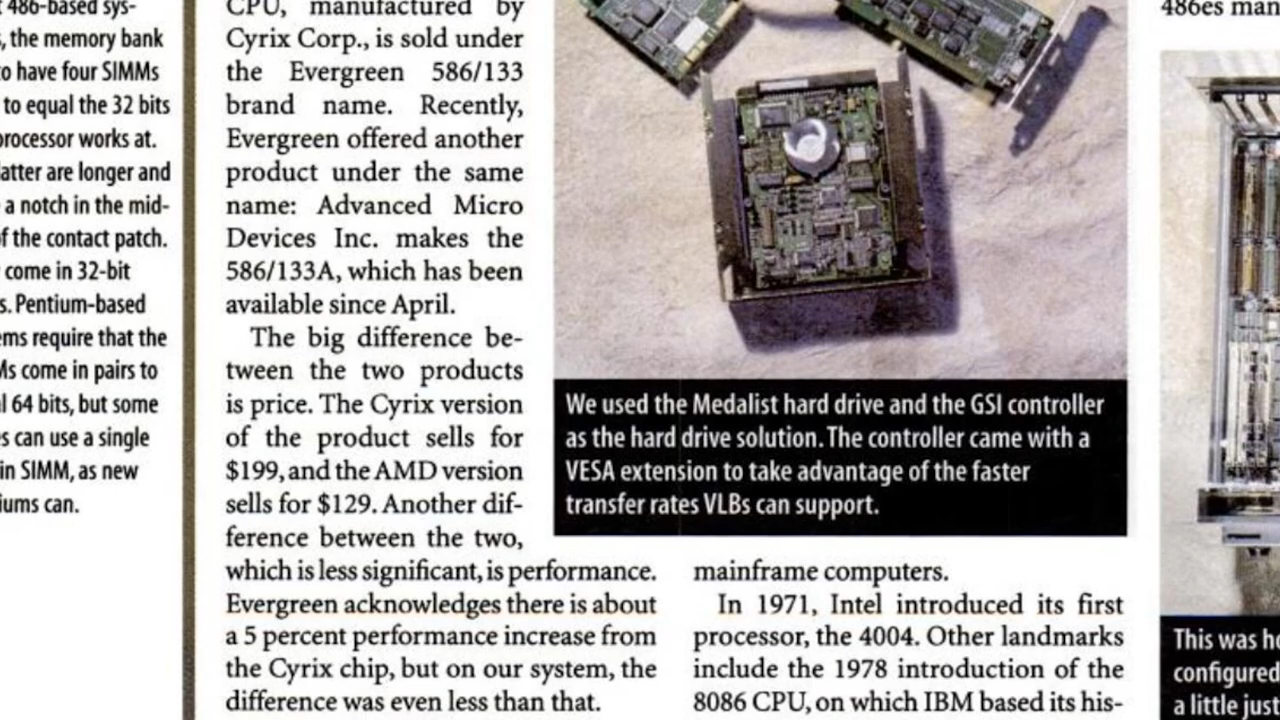 t 486-based sys-
, the memory bank
to have four SIMMs
to equal the 32 bits
processor works at.
latter are longer and
a notch in the mid-
of the contact patch.
come in 32-bit
s. Pentium-based
ems require that the
Ms come in pairs to
l 64 bits, but some
es can use a single
in SIMM, as new
iums can.
CPU, manufactured by
Cyrix Corp., is sold under
the Evergreen 586/133
brand name. Recently,
Evergreen offered another
product under the same
name: Advanced Micro
Devices Inc. makes the
586/133A, which has been
available since April.
The big difference be-
tween the two products
is price. The Cyrix version
of the product sells for
$199, and the AMD version
sells for $129. Another dif-
ference between the two,
which is less significant, is performance.
Evergreen acknowledges there is about
a 5 percent performance increase from
the Cyrix chip, but on our system, the
difference was even less than that.
We used the Medalist hard drive and the GSI controller
as the hard drive solution. The controller came with a
VESA extension to take advantage of the faster
transfer rates VLBs can support.
mainframe computers.
In 1971, Intel introduced its first
processor, the 4004. Other landmarks
include the 1978 introduction of the
8086 CPU, on which IBM based its his-
486es man
This was ho
configured
a little just